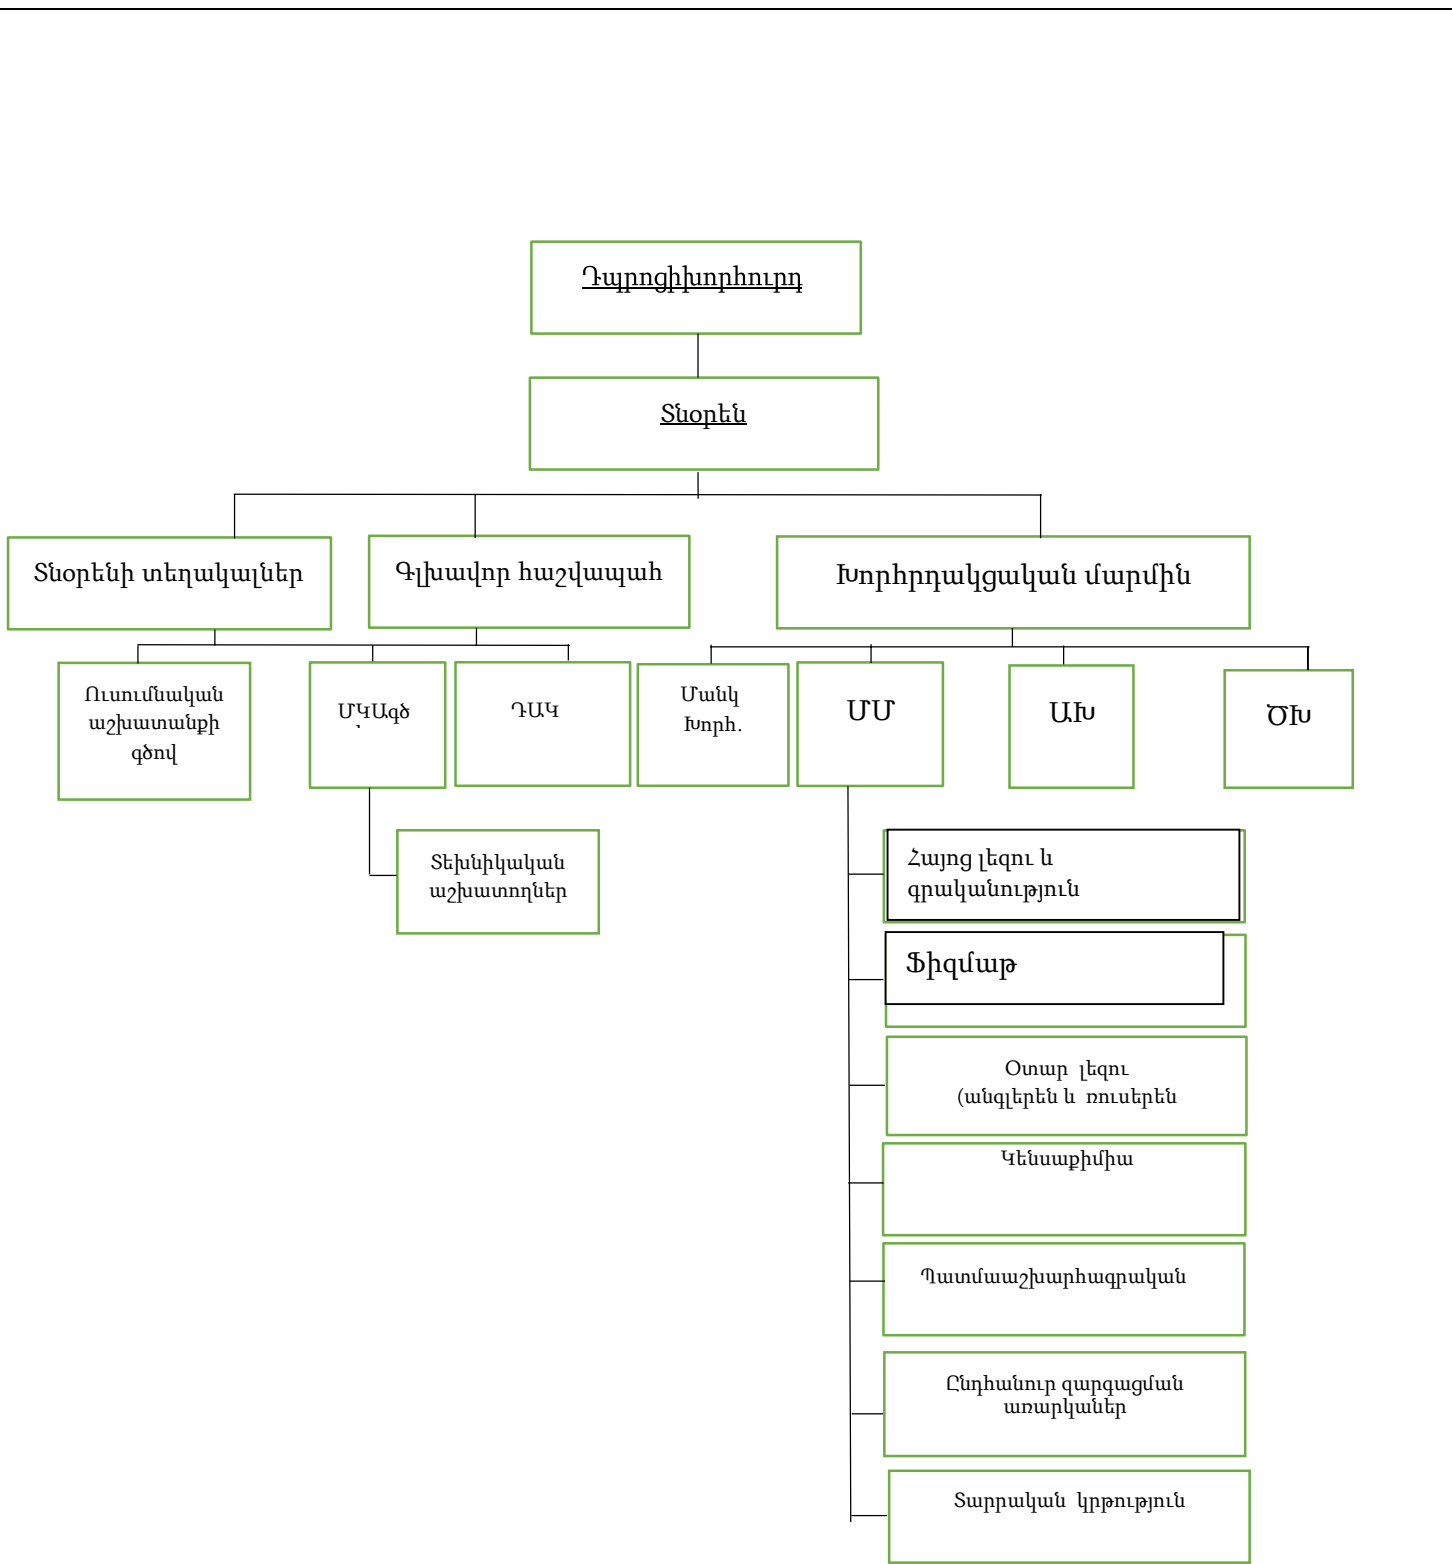 Դպրոցիխորհուրդ
Տնօրեն
Տնօրենի տեղակալներ
Գլխավոր հաշվապահ
Խորհրդակցական մարմին
Ուսումնական
աշխատանքի
գծով
ՄԿԱգծ
ԴԱԿ
Մանկ
Խորհ.
ՄՄ
ԱԽ
ԾԽ
Տեխնիկական
աշխատողներ
Հայոց լեզու և
գրականություն
Ֆիզմաթ
Օտար լեզու
(անգլերեն և ռուսերեն
Կենսաքիմիա
Պատմաաշխարհագրական
Ընդհանուր զարգացման
առարկաներ
Տարրական կրթություն